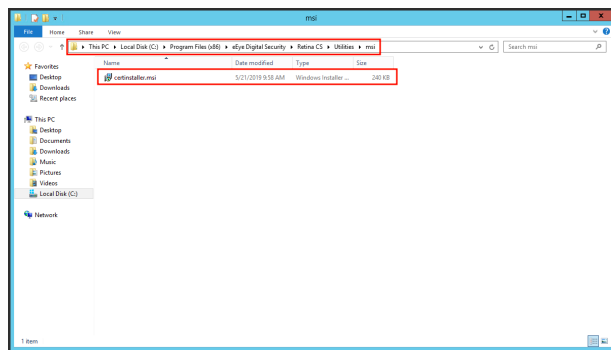 msi
File Home Share View
This PC ▸ Local Disk (C:) ▸ Program Files (x86) ▸ eEye Digital Security ▸ Retina CS ▸ Utilities ▸ msi
Search msi
Name Date modified Type Size
certinstaller.msi 5/21/2019 9:58 AM Windows Installer ... 240 KB
Favorites
Desktop
Downloads
Recent places
This PC
Desktop
Documents
Downloads
Music
Pictures
Videos
Local Disk (C:)
Network
1 item